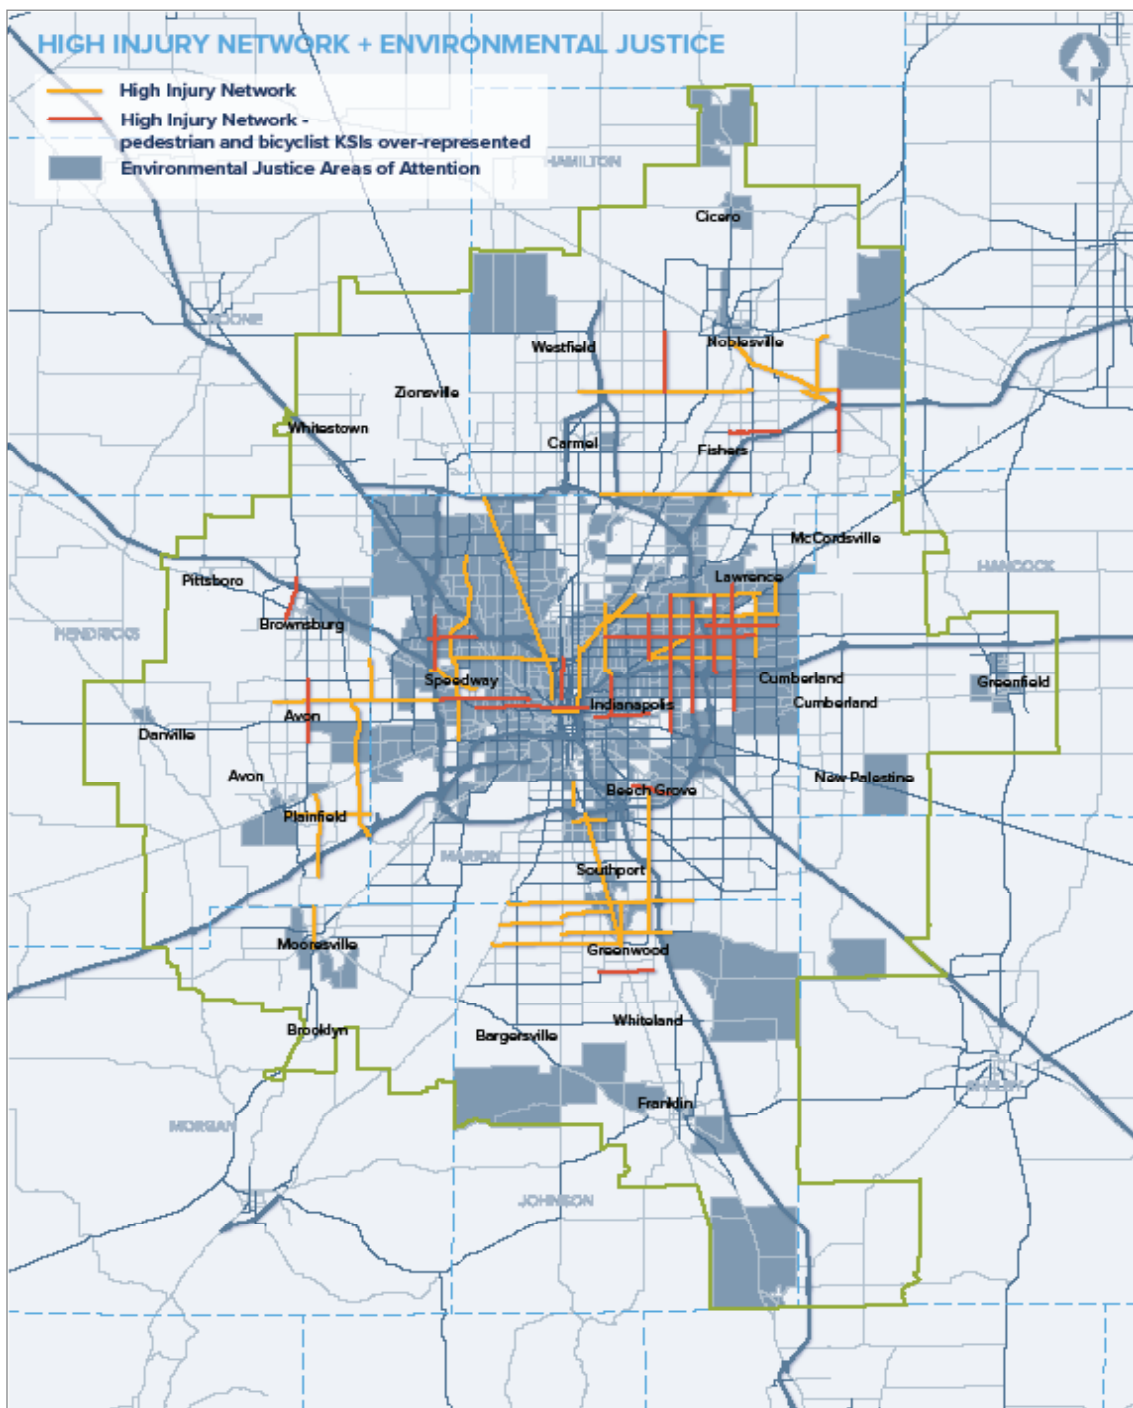 HIGH INJURY NETWORK + ENVIRONMENTAL JUSTICE
High Injury Network
High Injury Network -
pedestrian and bicyclist KSIs over-represented
Environmental Justice Areas of Attention
N
HAMILTON
Cicero
BOONE
Westfield
Noblesville
Zionsville
Whitestown
Carmel
Fishers
McCordsville
HANCOCK
Pittsboro
Lawrence
Brownsburg
HENDRICKS
Speedway
Cumberland
Greenfield
Indianapolis
Cumberland
Avon
Danville
Avon
New Palestine
Beech Grove
Plainfield
MARION
Southport
Mooresville
Greenwood
Brooklyn
Whiteland
Bargersville
SHELBY
Franklin
MORGAN
JOHNSON